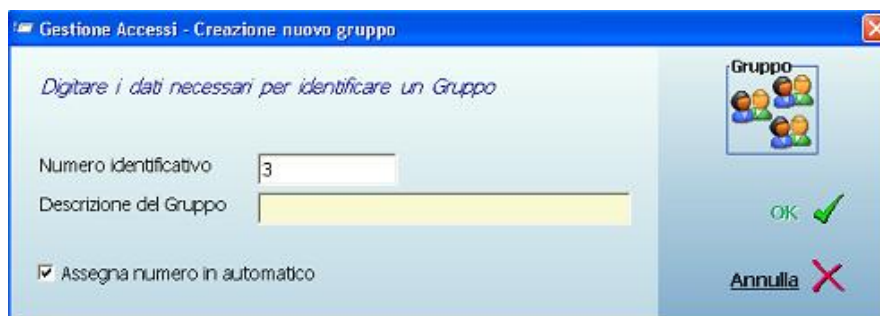 Gestione Accessi - Creazione nuovo gruppo
Digitare i dati necessari per identificare un Gruppo
Gruppo
Numero identificativo 3
Descrizione del Gruppo
OK
Assegna numero in automatico
Annulla